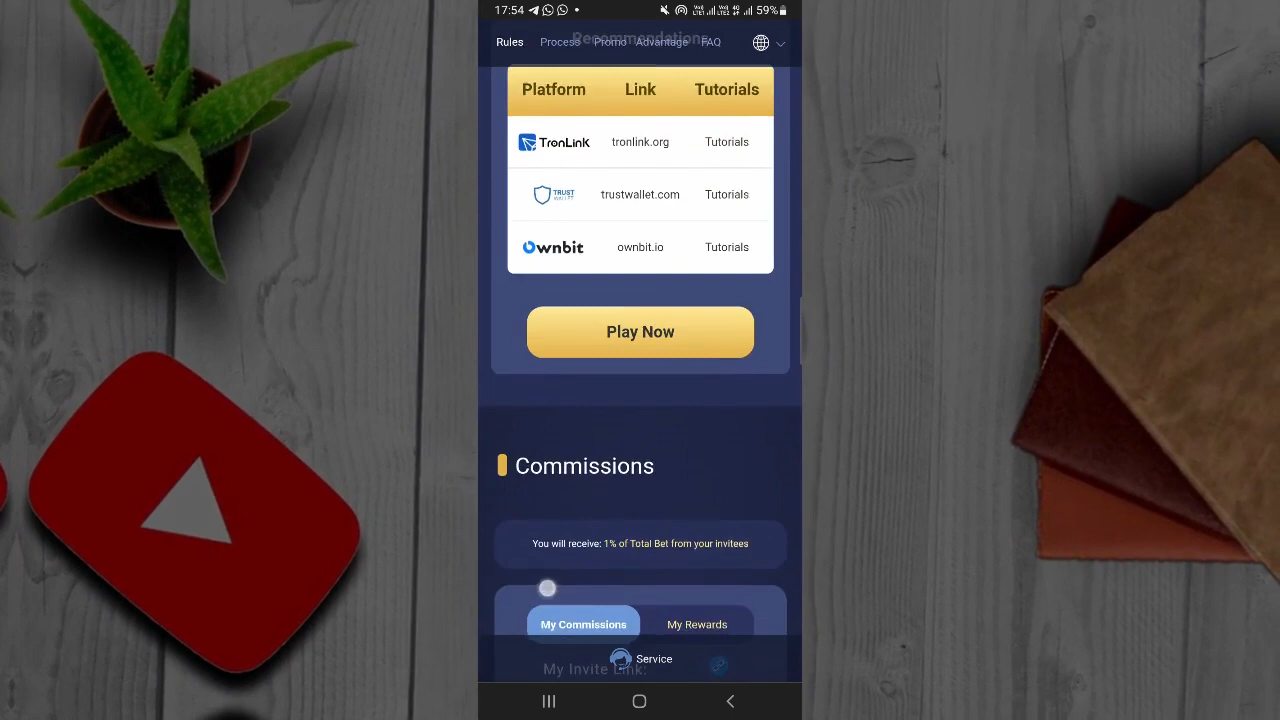 17:54 59%
Recommendations
Rules Process Promo Advantage FAQ
Platform Link Tutorials
TronLink tronlink.org Tutorials
TRUST WALLET trustwallet.com Tutorials
Ownbit ownbit.io Tutorials
Play Now
Commissions
You will receive: 1% of Total Bet from your invitees
My Commissions My Rewards
Service
My Invite Link: